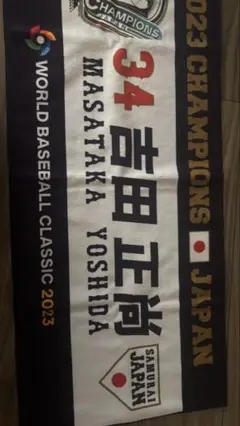 2023 CHAMPIONS JAPAN
CHAMPIONS
34 吉田 正尚
MASATAKA YOSHIDA
SAMURAI
JAPAN
WORLD BASEBALL CLASSIC 2023